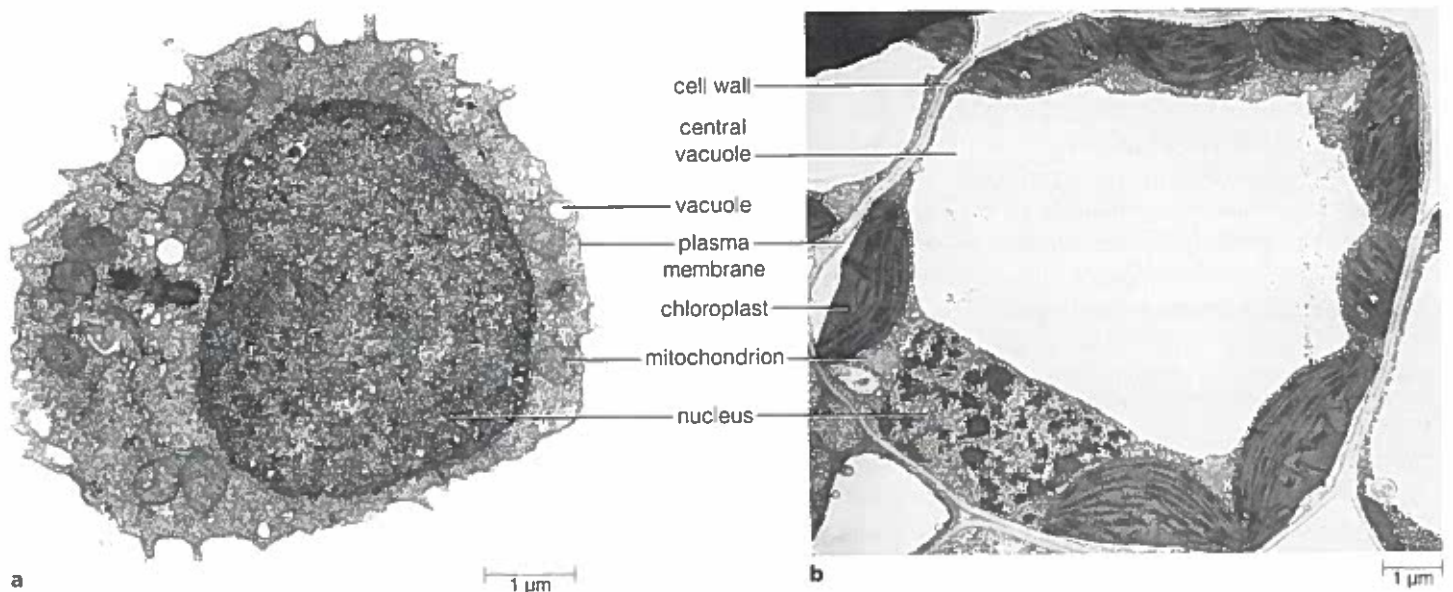 cell wall
central
vacuole
vacuole
plasma
membrane
chloroplast
mitochondrion
nucleus
a
1 µm
b
1 µm